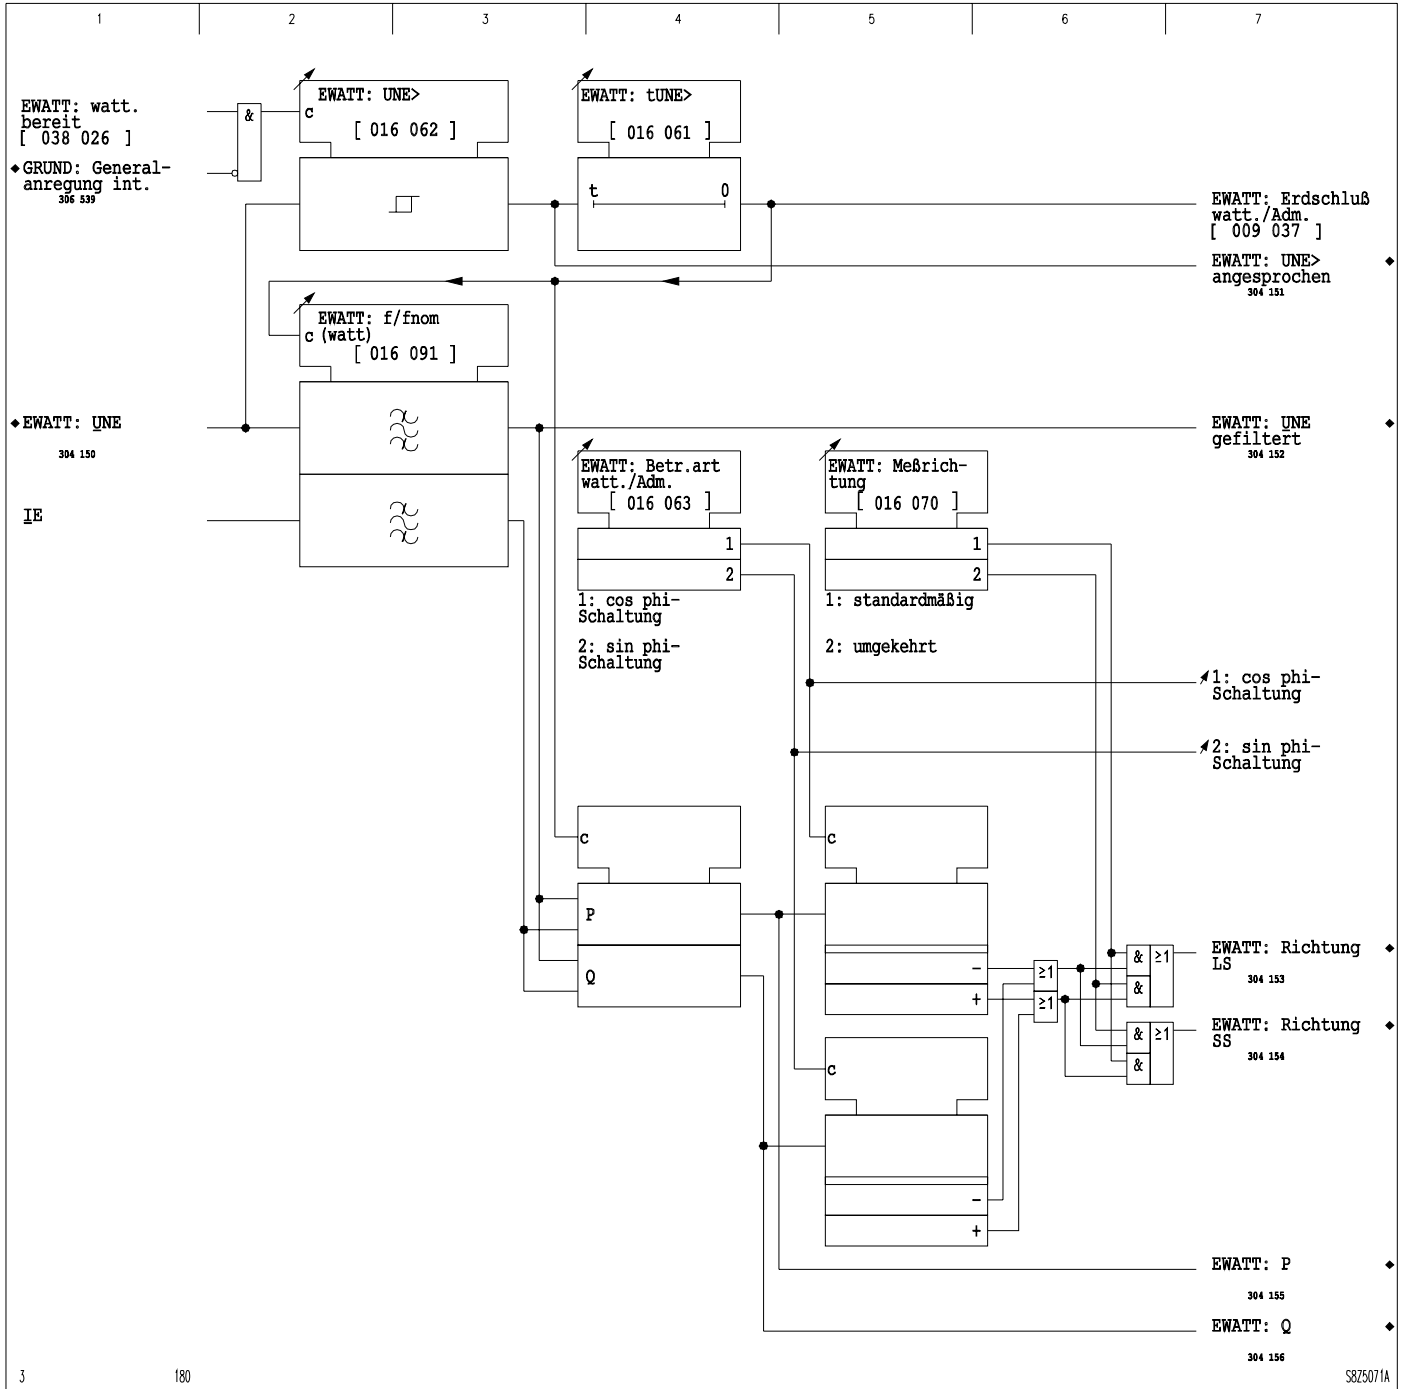 1 2 3 4 5 6 7
EWATT: watt.
bereit
[ 038 026 ]
GRUND: General-
anregung int.
306 539
&
EWATT: UNE>
c
[ 016 062 ]
EWATT: tUNE>
[ 016 061 ]
t 0
EWATT: Erdschluß
watt./Adm.
[ 009 037 ]
EWATT: UNE>
angesprochen
304 151
EWATT: f/fnom
c (watt)
[ 016 091 ]
EWATT: UNE
304 150
EWATT: UNE
gefiltert
304 152
IE
EWATT: Betr.art
watt./Adm.
[ 016 063 ]
1
2
1: cos phi-
Schaltung
2: sin phi-
Schaltung
EWATT: Meßrich-
tung
[ 016 070 ]
1
2
1: standardmäßig
2: umgekehrt
1: cos phi-
Schaltung
2: sin phi-
Schaltung
c
P
Q
c
-
+
≥1
≥1
& ≥1
&
EWATT: Richtung
LS
304 153
& ≥1
&
EWATT: Richtung
SS
304 154
c
-
+
EWATT: P
304 155
EWATT: Q
304 156
3 180 S8Z5071A